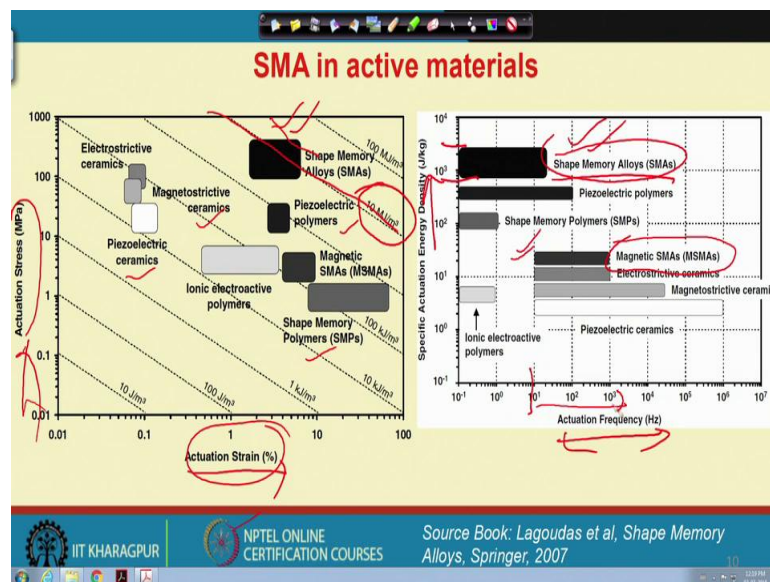 SMA in active materials
1000
100
10
1
0.1
0.01
0.01
0.1
1
10
100
Actuation Stress (MPa)
Actuation Strain (%)
Electrostrictive
ceramics
Magnetostrictive
ceramics
Piezoelectric
ceramics
Ionic electroactive
polymers
Shape Memory
Alloys (SMAs)
Piezoelectric
polymers
Magnetic
SMAs (MSMAs)
Shape Memory
Polymers (SMPs)
100 MJ/m³
10 MJ/m³
100 kJ/m³
10 kJ/m³
1 kJ/m³
100 J/m³
10 J/m³
Specific Actuation Energy Density (J/kg)
10⁴
10³
10²
10¹
10⁰
10⁻¹
10⁻¹
10⁰
10¹
10²
10³
10⁴
10⁵
10⁶
10⁷
Actuation Frequency (Hz)
Shape Memory Alloys (SMAs)
Piezoelectric polymers
Shape Memory Polymers (SMPs)
Magnetic SMAs (MSMAs)
Electrostrictive ceramics
Magnetostrictive cerami
Piezoelectric ceramics
Ionic electroactive
polymers
IIT KHARAGPUR
NPTEL ONLINE
CERTIFICATION COURSES
Source Book: Lagoudas et al, Shape Memory
Alloys, Springer, 2007
10